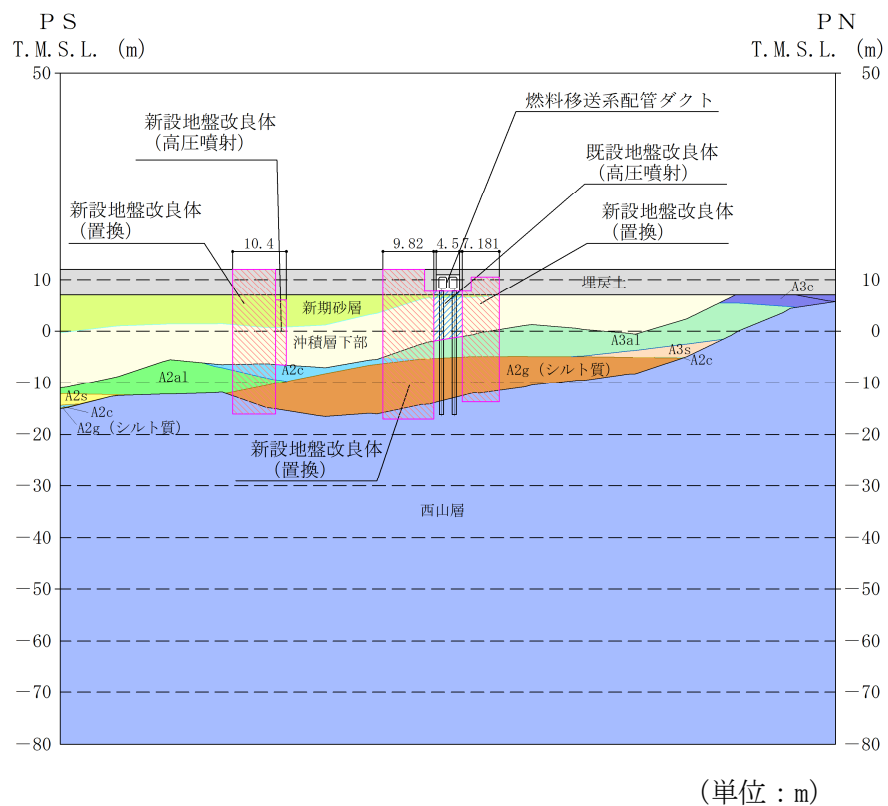 PS
PN
T.M.S.L. (m)
T.M.S.L. (m)
50
50
燃料移送系配管ダクト
新設地盤改良体
(高圧噴射)
既設地盤改良体
(高圧噴射)
新設地盤改良体
(置換)
新設地盤改良体
(置換)
10.4
9.82
4.5
7.181
10
10
埋戻土
A3c
新期砂層
0
0
沖積層下部
A3al
A3s
A2c
A2c
A2al
A2g (シルト質)
-10
-10
A2s
A2c
A2g (シルト質)
-20
-20
新設地盤改良体
(置換)
-30
-30
西山層
-40
-40
-50
-50
-60
-60
-70
-70
-80
-80
(単位：m)